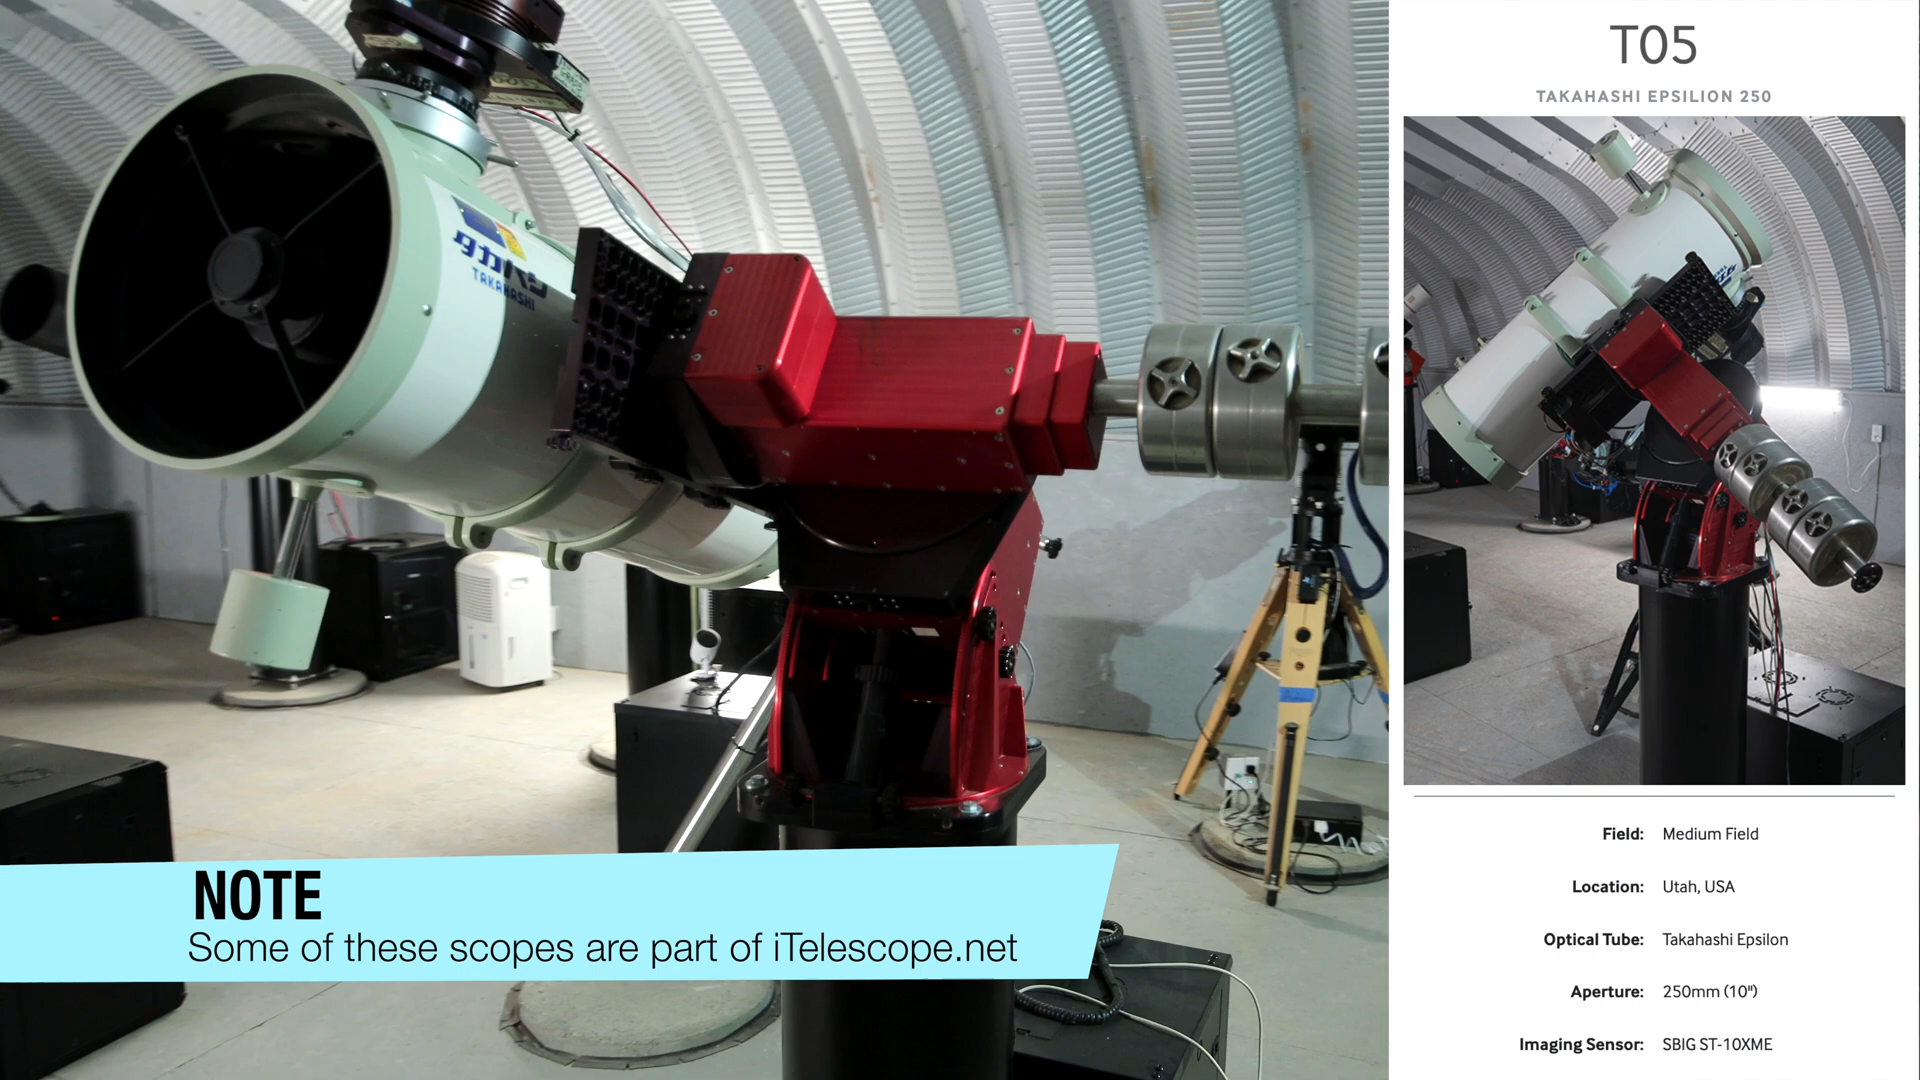 タカハシ
TAKAHASHI
NOTE
Some of these scopes are part of iTelescope.net
T05
TAKAHASHI EPSILION 250
Field: Medium Field
Location: Utah, USA
Optical Tube: Takahashi Epsilon
Aperture: 250mm (10")
Imaging Sensor: SBIG ST-10XME